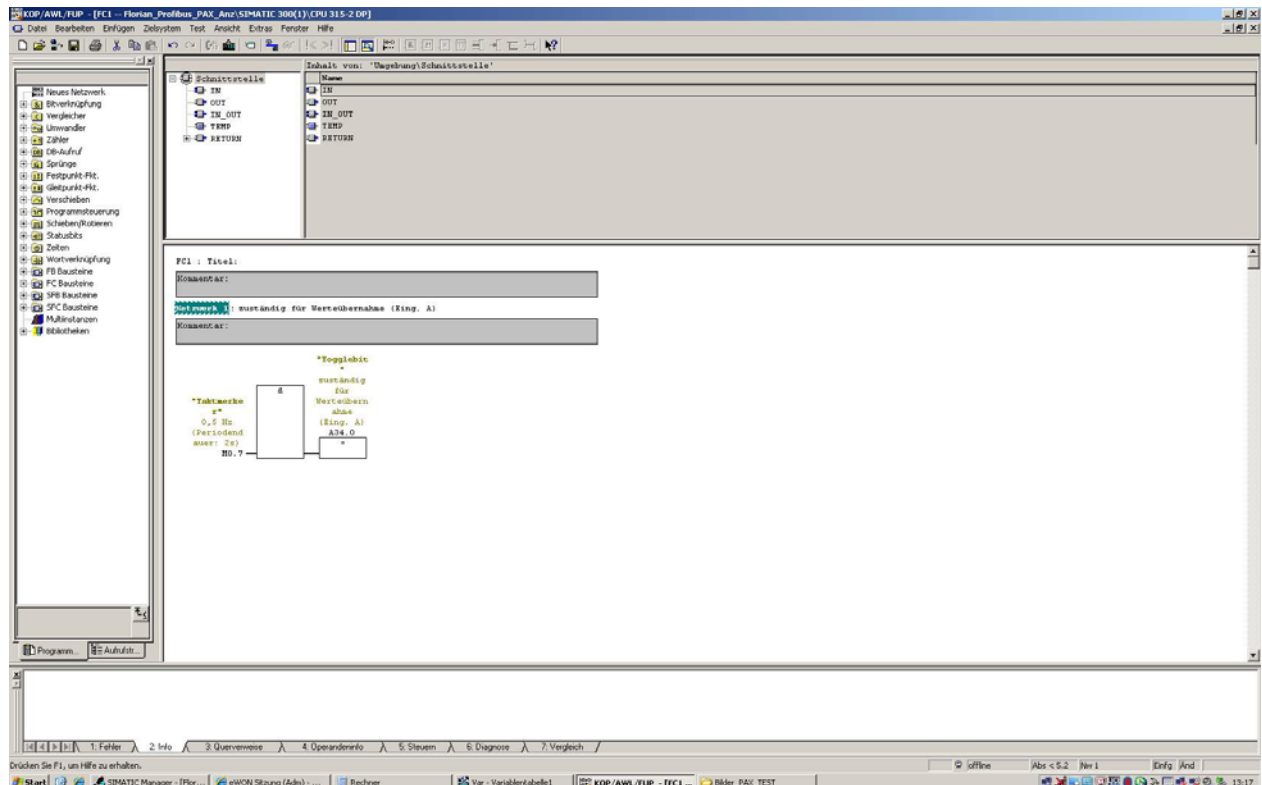 KOP/AWL/FUP - [FC1 -- Florian_Profibus_PAX_Anz\SIMATIC 300(1)\CPU 315-2 DP]
Datei Bearbeiten Einfügen Zielsystem Test Ansicht Extras Fenster Hilfe
Neues Netzwerk
Bitverknüpfung
Vergleicher
Umwandler
Zähler
DB-Aufruf
Sprünge
Festpunkt-Fkt.
Gleitpunkt-Fkt.
Verschieben
Programmsteuerung
Schieben/Rotieren
Statusbits
Zeiten
Wortverknüpfung
FB Bausteine
FC Bausteine
SFB Bausteine
SFC Bausteine
Multiinstanzen
Bibliotheken
Programm...
Aufrufstr...
Schnittstelle
IN
OUT
IN_OUT
TEMP
RETURN
Inhalt von: 'Umgebung\Schnittstelle'
Name
IN
OUT
IN_OUT
TEMP
RETURN
FC1 : Titel:
Kommentar:
Netzwerk 1: zuständig für Werteübernahme (Eing. A)
Kommentar:
"Taktmerke
r"
0,5 Hz
(Periodend
auer: 2s)
M0.7
&
"Togglebit
"
zuständig
für
Werteübern
ahme
(Eing. A)
A34.0
=
1: Fehler 2: Info 3: Querverweise 4: Operandeninfo 5: Steuern 6: Diagnose 7: Vergleich
Drücken Sie F1, um Hilfe zu erhalten.
offline Abs < 5.2 Nw 1 Einfg Änd
Start SIMATIC Manager - [Flor... eWON Sitzung (Adm) - ... Rechner Var - Variablentabelle1 KOP/AWL/FUP - [FC1 ... Bilder_PAX_TEST 13:17